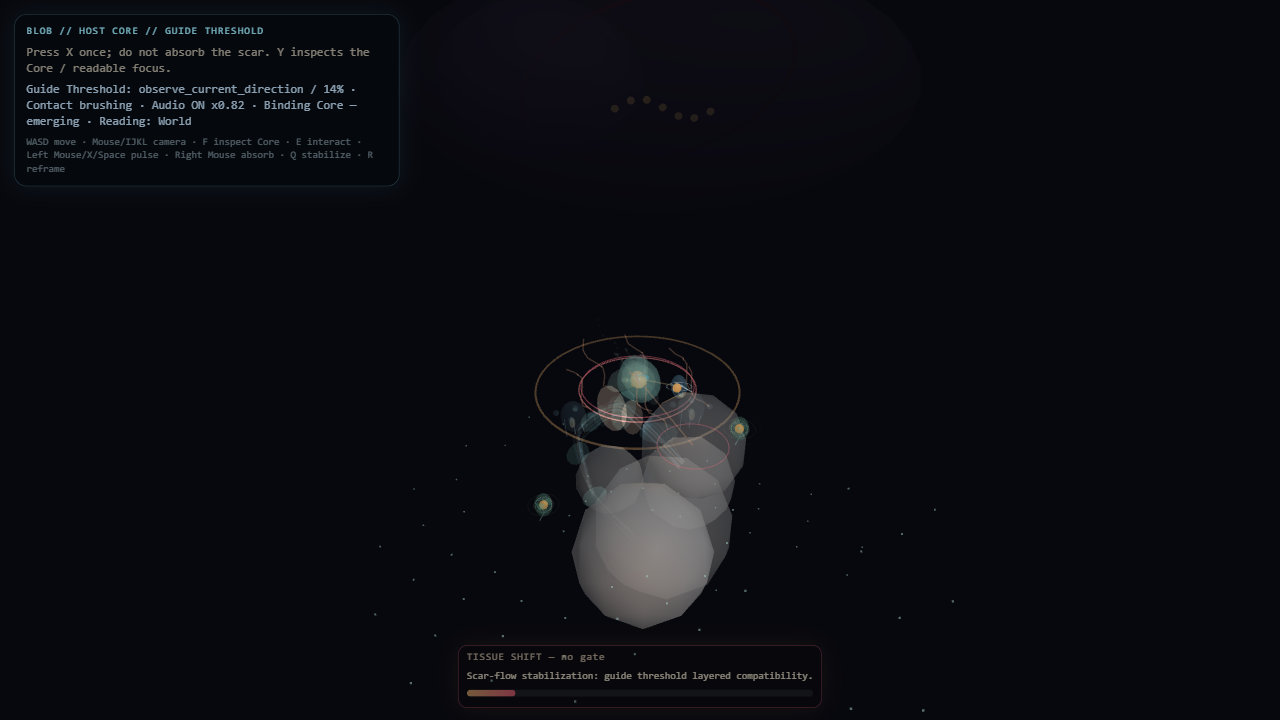 BLOB // HOST CORE // GUIDE THRESHOLD
Press X once; do not absorb the scar. Y inspects the
Core / readable focus.
Guide Threshold: observe_current_direction / 14% ·
Contact brushing · Audio ON x0.82 · Binding Core —
emerging · Reading: World
WASD move · Mouse/IJKL camera · F inspect Core · E interact ·
Left Mouse/X/Space pulse · Right Mouse absorb · Q stabilize · R
reframe
TISSUE SHIFT — no gate
Scar-flow stabilization: guide threshold layered compatibility.